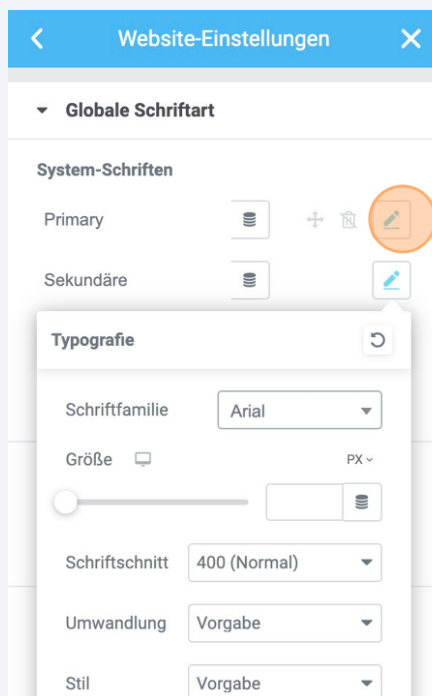 Website-Einstellungen
Globale Schriftart
System-Schriften
Primary
Sekundäre
Typografie
Schriftfamilie Arial
Größe PX
Schriftschnitt 400 (Normal)
Umwandlung Vorgabe
Stil Vorgabe